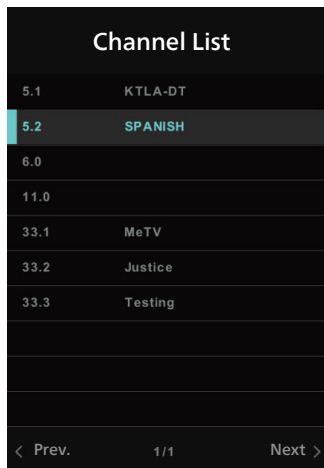 Channel List
5.1 KTLA-DT
5.2 SPANISH
6.0
11.0
33.1 MeTV
33.2 Justice
33.3 Testing
< Prev. 1/1 Next >